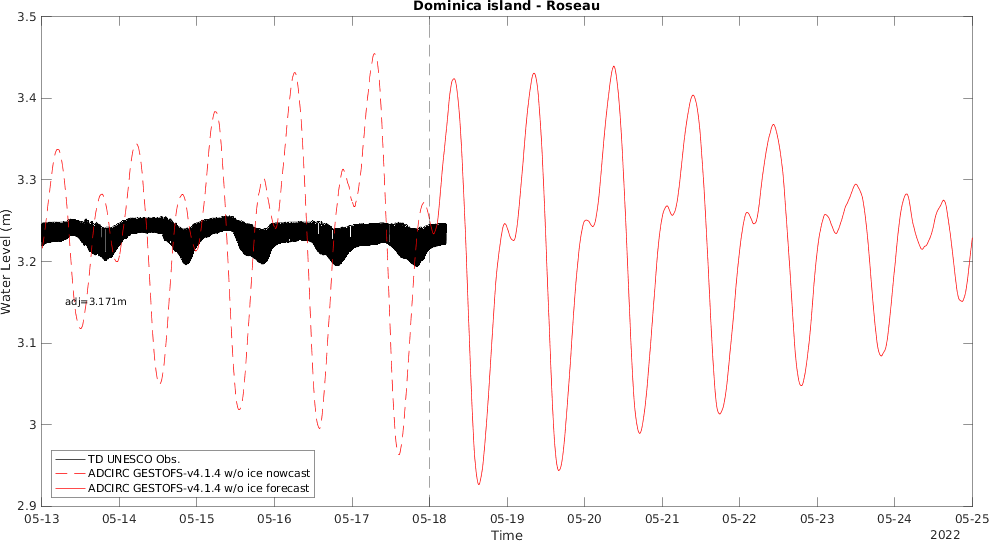 Dominica island - Roseau
3.5
3.4
3.3
3.2
3.1
3
2.9
Water Level (m)
adj=3.171m
TD UNESCO Obs.
ADCIRC GESTOFS-v4.1.4 w/o ice nowcast
ADCIRC GESTOFS-v4.1.4 w/o ice forecast
05-13 05-14 05-15 05-16 05-17 05-18 05-19 05-20 05-21 05-22 05-23 05-24 05-25
Time
2022